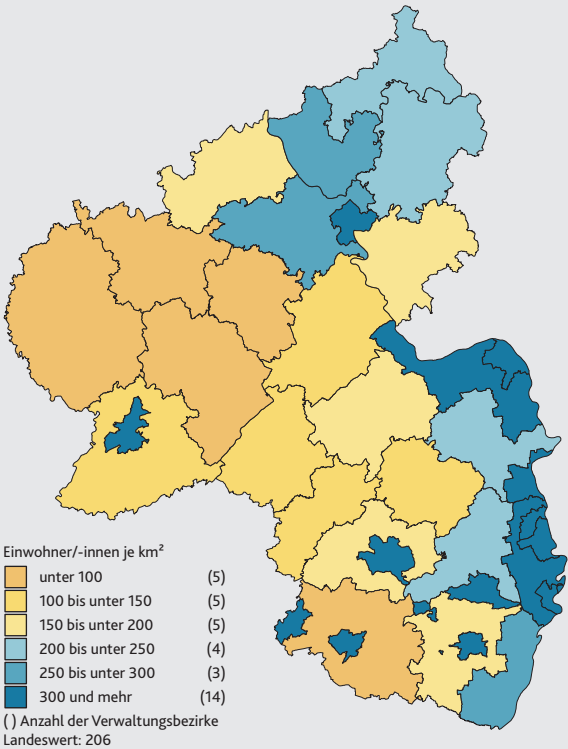 Einwohner/-innen je km²
unter 100 (5)
100 bis unter 150 (5)
150 bis unter 200 (5)
200 bis unter 250 (4)
250 bis unter 300 (3)
300 und mehr (14)
( ) Anzahl der Verwaltungsbezirke
Landeswert: 206